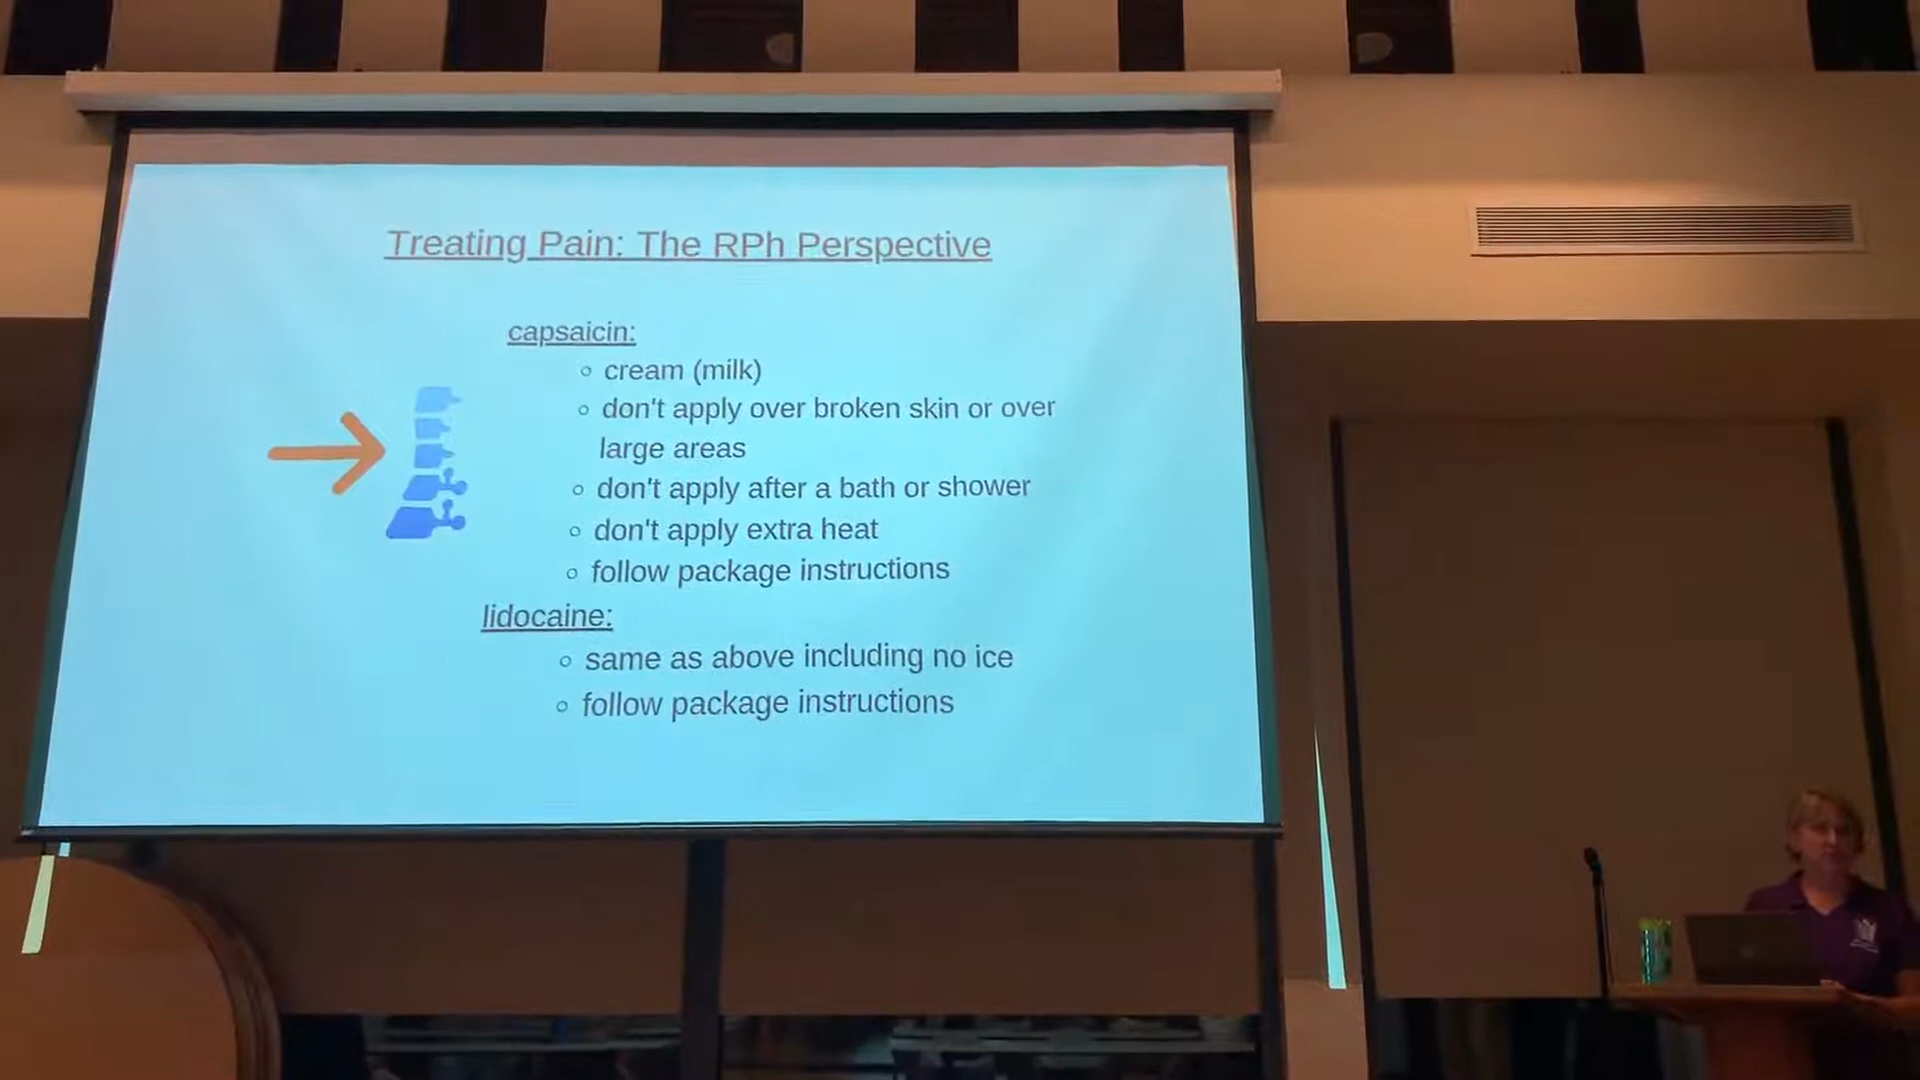 Treating Pain: The RPh Perspective
capsaicin:
cream (milk)
don't apply over broken skin or over
large areas
don't apply after a bath or shower
don't apply extra heat
follow package instructions
lidocaine:
same as above including no ice
follow package instructions